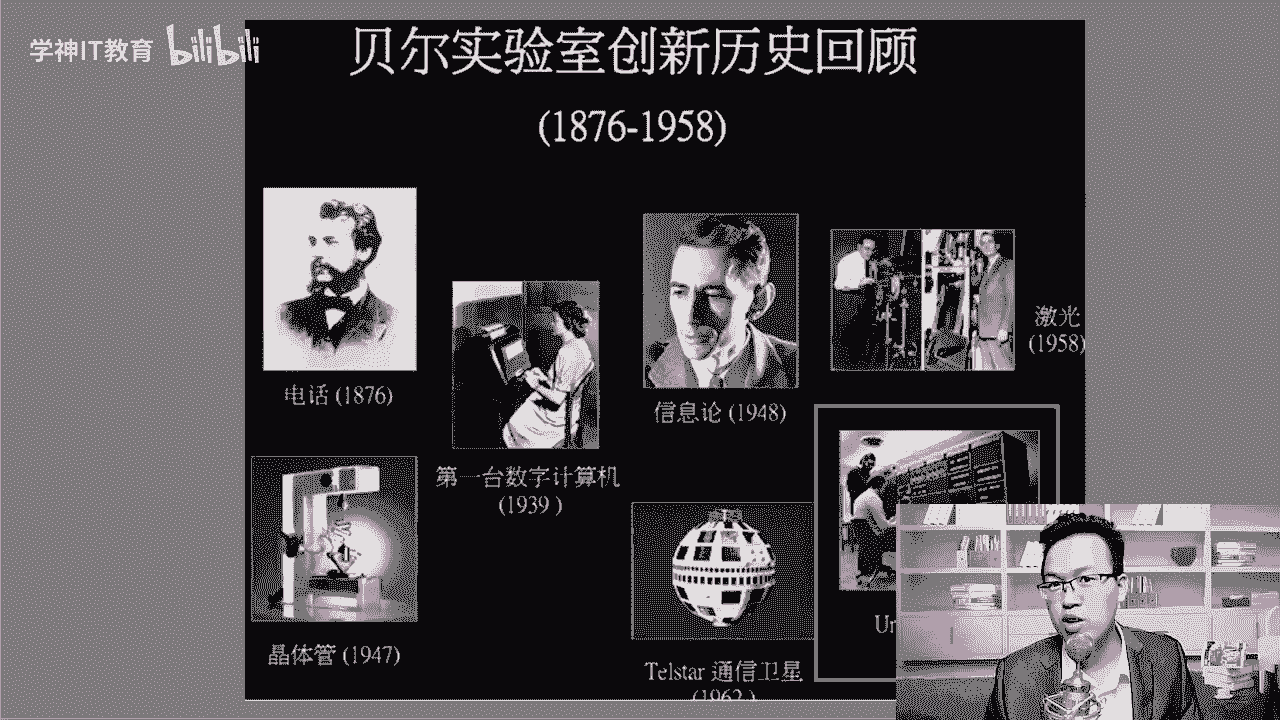 学神IT教育 bilibili
贝尔实验室创新历史回顾
(1876-1958)
电话 (1876)
第一台数字计算机
(1939 )
信息论 (1948)
激光
(1958)
晶体管 (1947)
Telstar 通信卫星
(1962 )